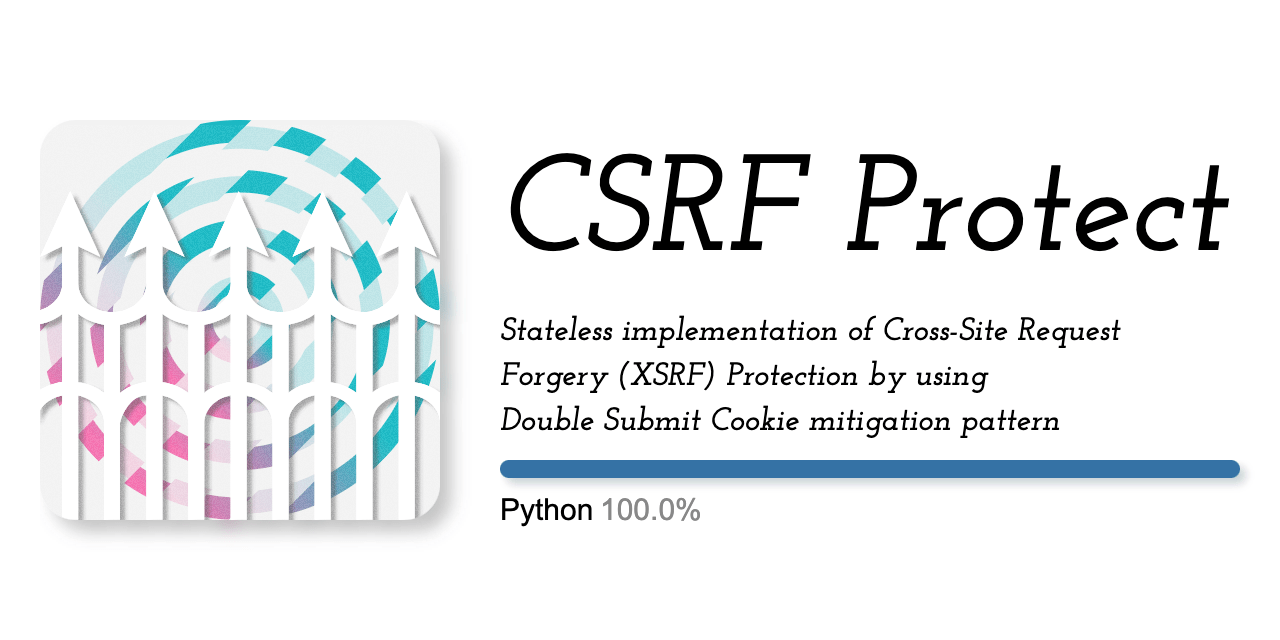 CSRF Protect
Stateless implementation of Cross-Site Request
Forgery (XSRF) Protection by using
Double Submit Cookie mitigation pattern
Python 100.0%